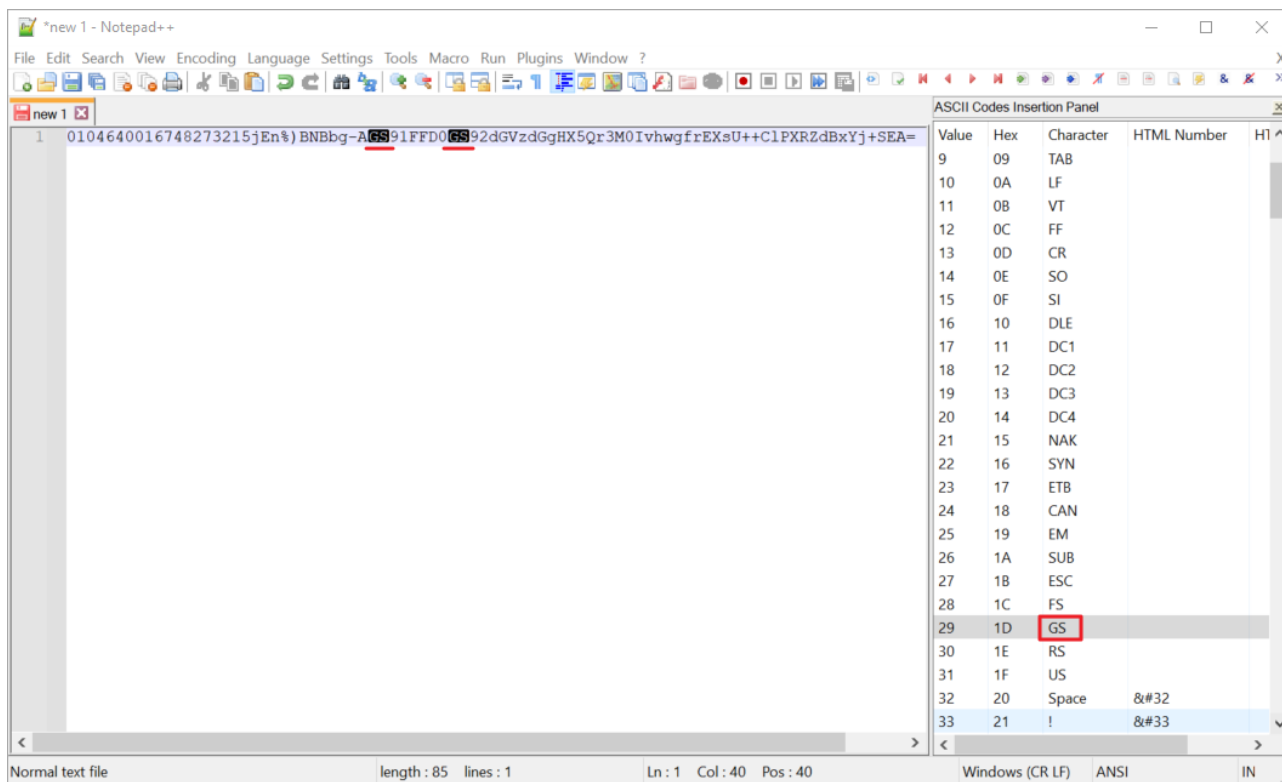 *new 1 - Notepad++
File Edit Search View Encoding Language Settings Tools Macro Run Plugins Window ?
new 1
ASCII Codes Insertion Panel
1 0104640016748273215jEn%)BNBbg-AGS91FFD0GS92dGVzdGgHX5Qr3M0IvhwgfrEXsU++ClPXRZdBxYj+SEA=
Value Hex Character HTML Number
9 09 TAB
10 0A LF
11 0B VT
12 0C FF
13 0D CR
14 0E SO
15 0F SI
16 10 DLE
17 11 DC1
18 12 DC2
19 13 DC3
20 14 DC4
21 15 NAK
22 16 SYN
23 17 ETB
24 18 CAN
25 19 EM
26 1A SUB
27 1B ESC
28 1C FS
29 1D GS
30 1E RS
31 1F US
32 20 Space &#32
33 21 ! &#33
Normal text file length : 85 lines : 1 Ln : 1 Col : 40 Pos : 40 Windows (CR LF) ANSI IN